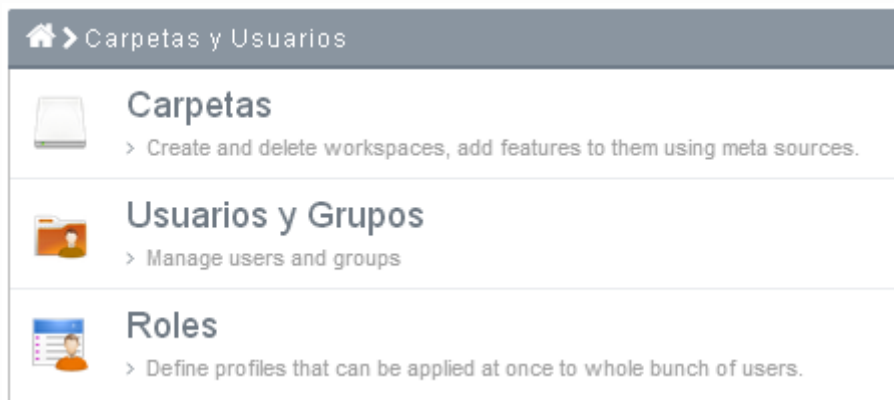 Carpetas y Usuarios
Carpetas
> Create and delete workspaces, add features to them using meta sources.
Usuarios y Grupos
> Manage users and groups
Roles
> Define profiles that can be applied at once to whole bunch of users.